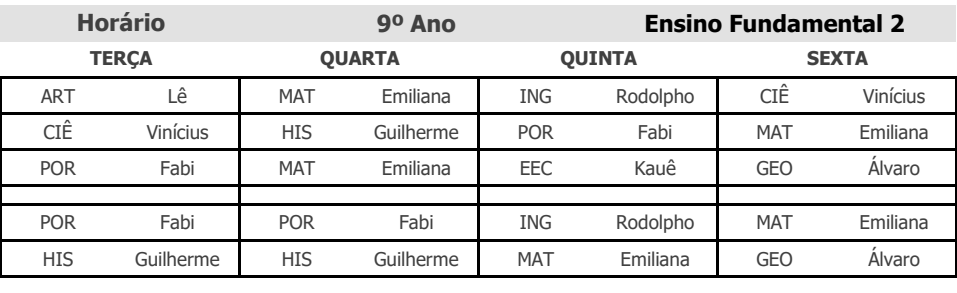 Horário 9º Ano Ensino Fundamental 2
TERÇA QUARTA QUINTA SEXTA
ART Lê MAT Emiliana ING Rodolpho CIÊ Vinícius
CIÊ Vinícius HIS Guilherme POR Fabi MAT Emiliana
POR Fabi MAT Emiliana EEC Kauê GEO Álvaro
POR Fabi POR Fabi ING Rodolpho MAT Emiliana
HIS Guilherme HIS Guilherme MAT Emiliana GEO Álvaro